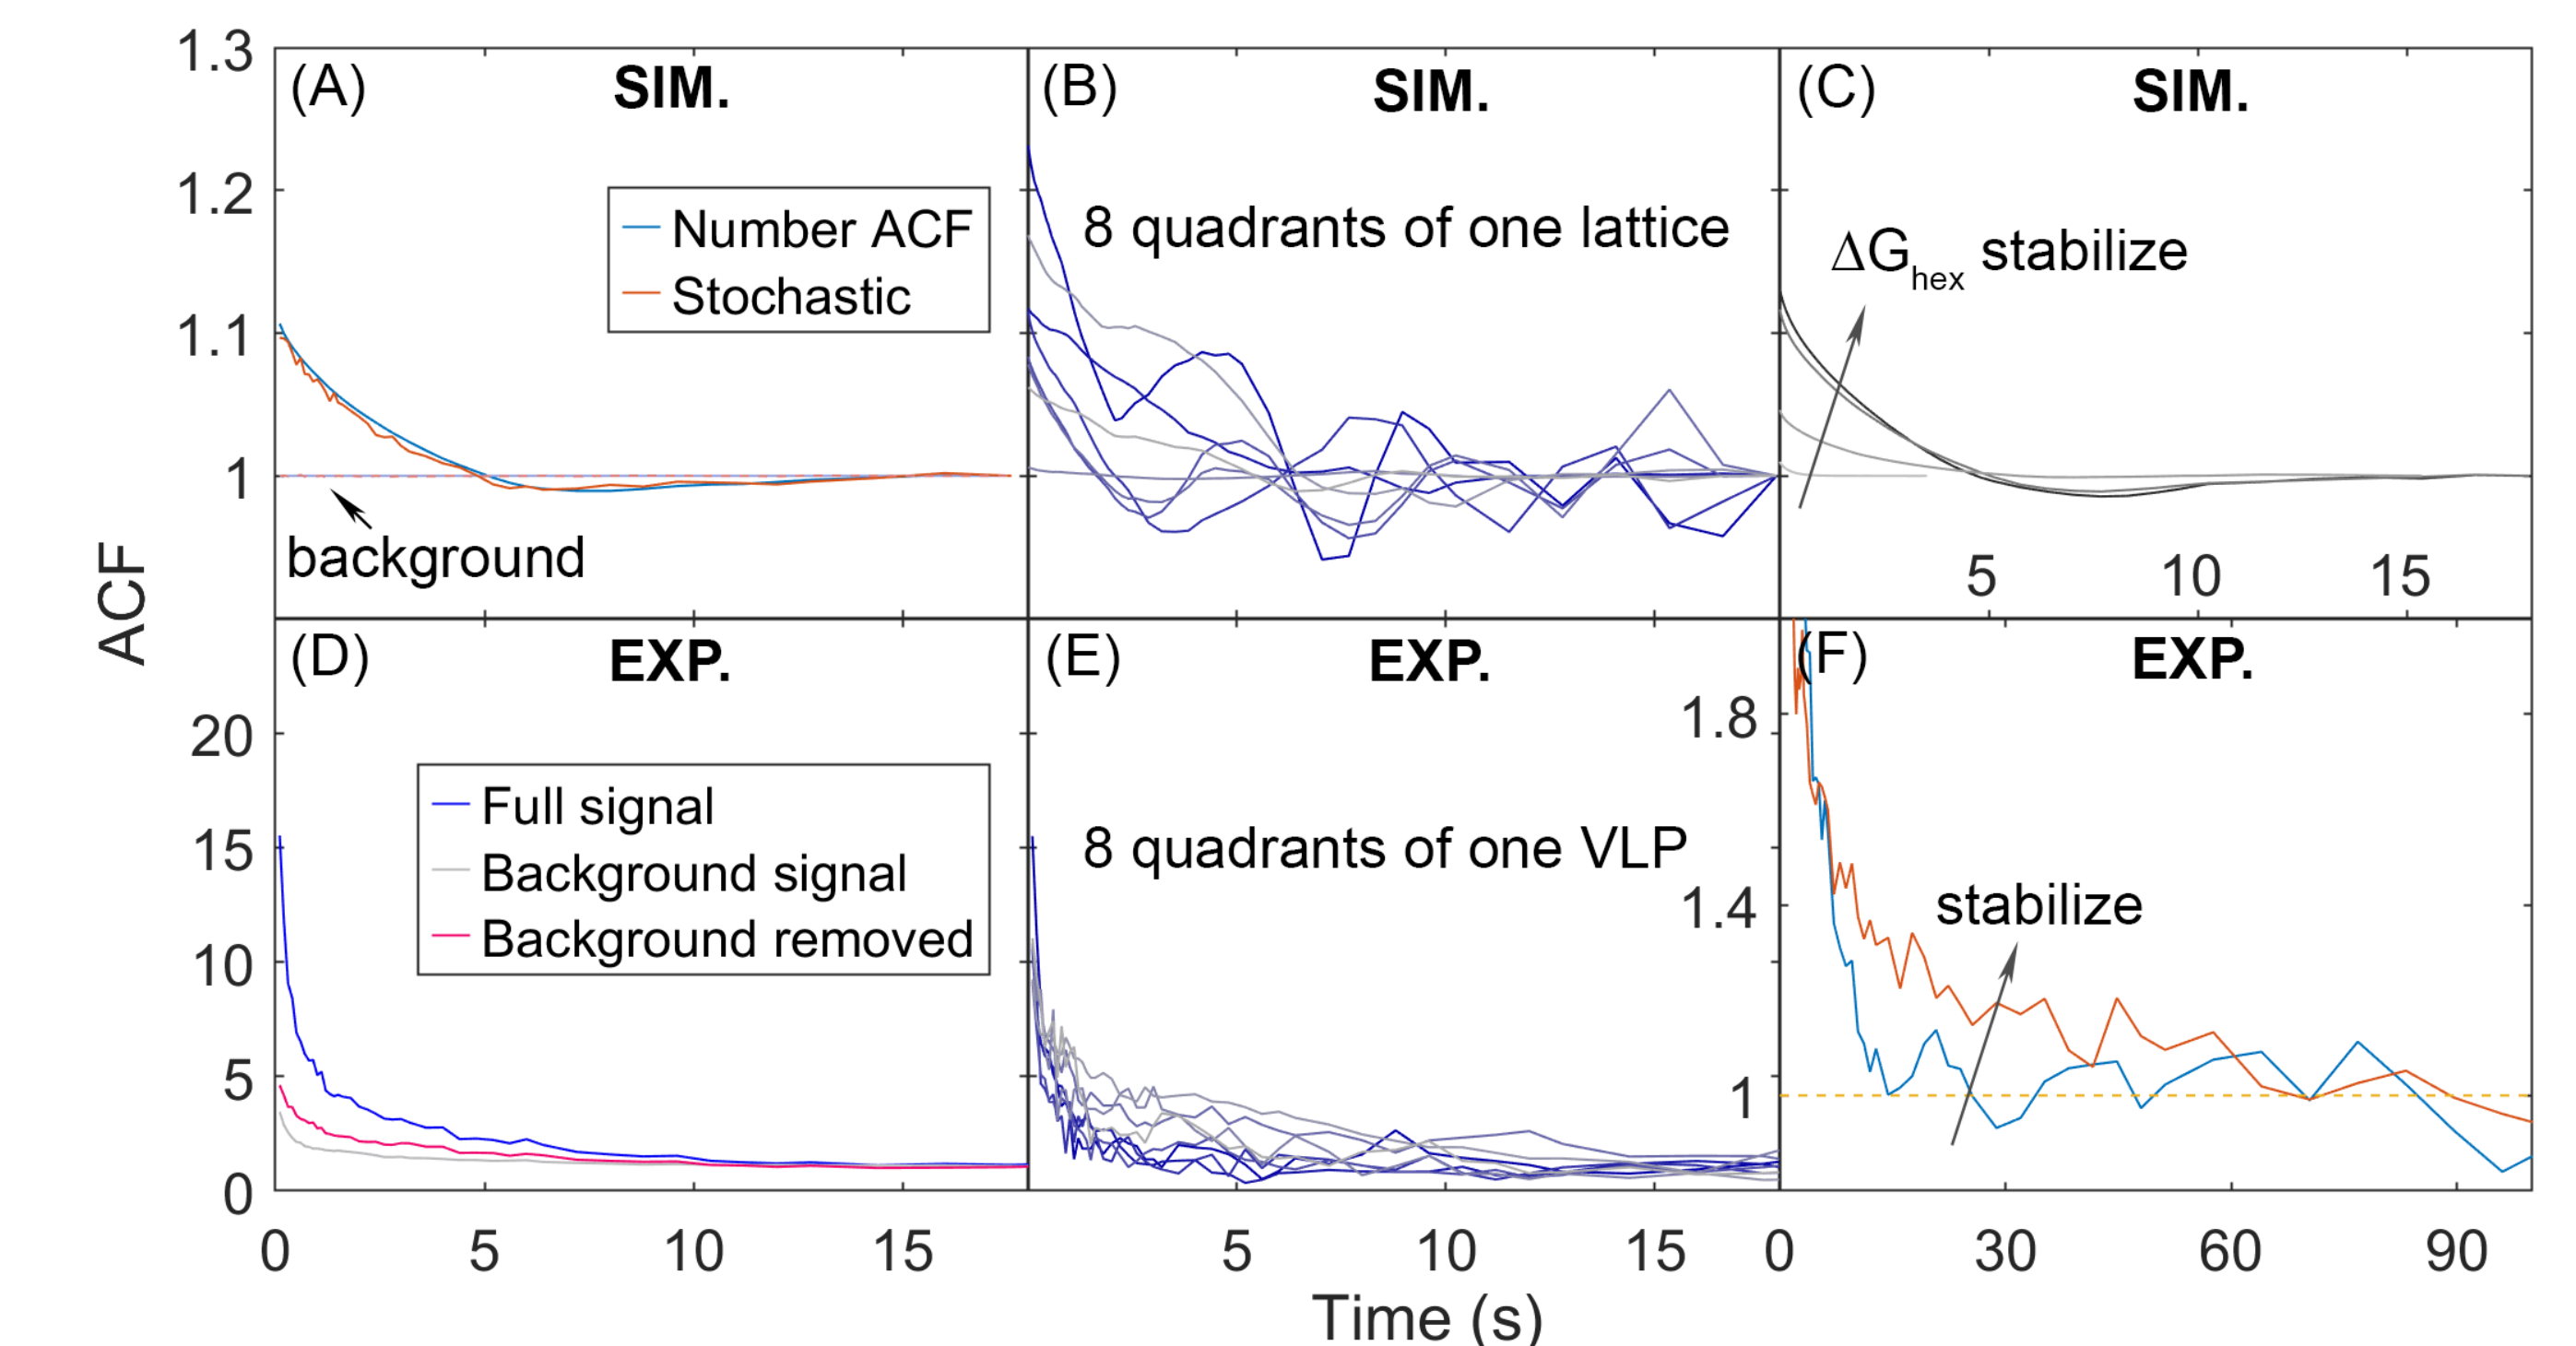 ACF
1.3
1.2
1.1
1
(A)
SIM.
Number ACF
Stochastic
background
(B)
SIM.
8 quadrants of one lattice
(C)
SIM.
ΔGhex stabilize
5 10 15
(D)
EXP.
20
15
10
5
0
Full signal
Background signal
Background removed
0 5 10 15
(E)
EXP.
8 quadrants of one VLP
5 10 15
(F)
EXP.
1.8
1.4
1
stabilize
0 30 60 90
Time (s)